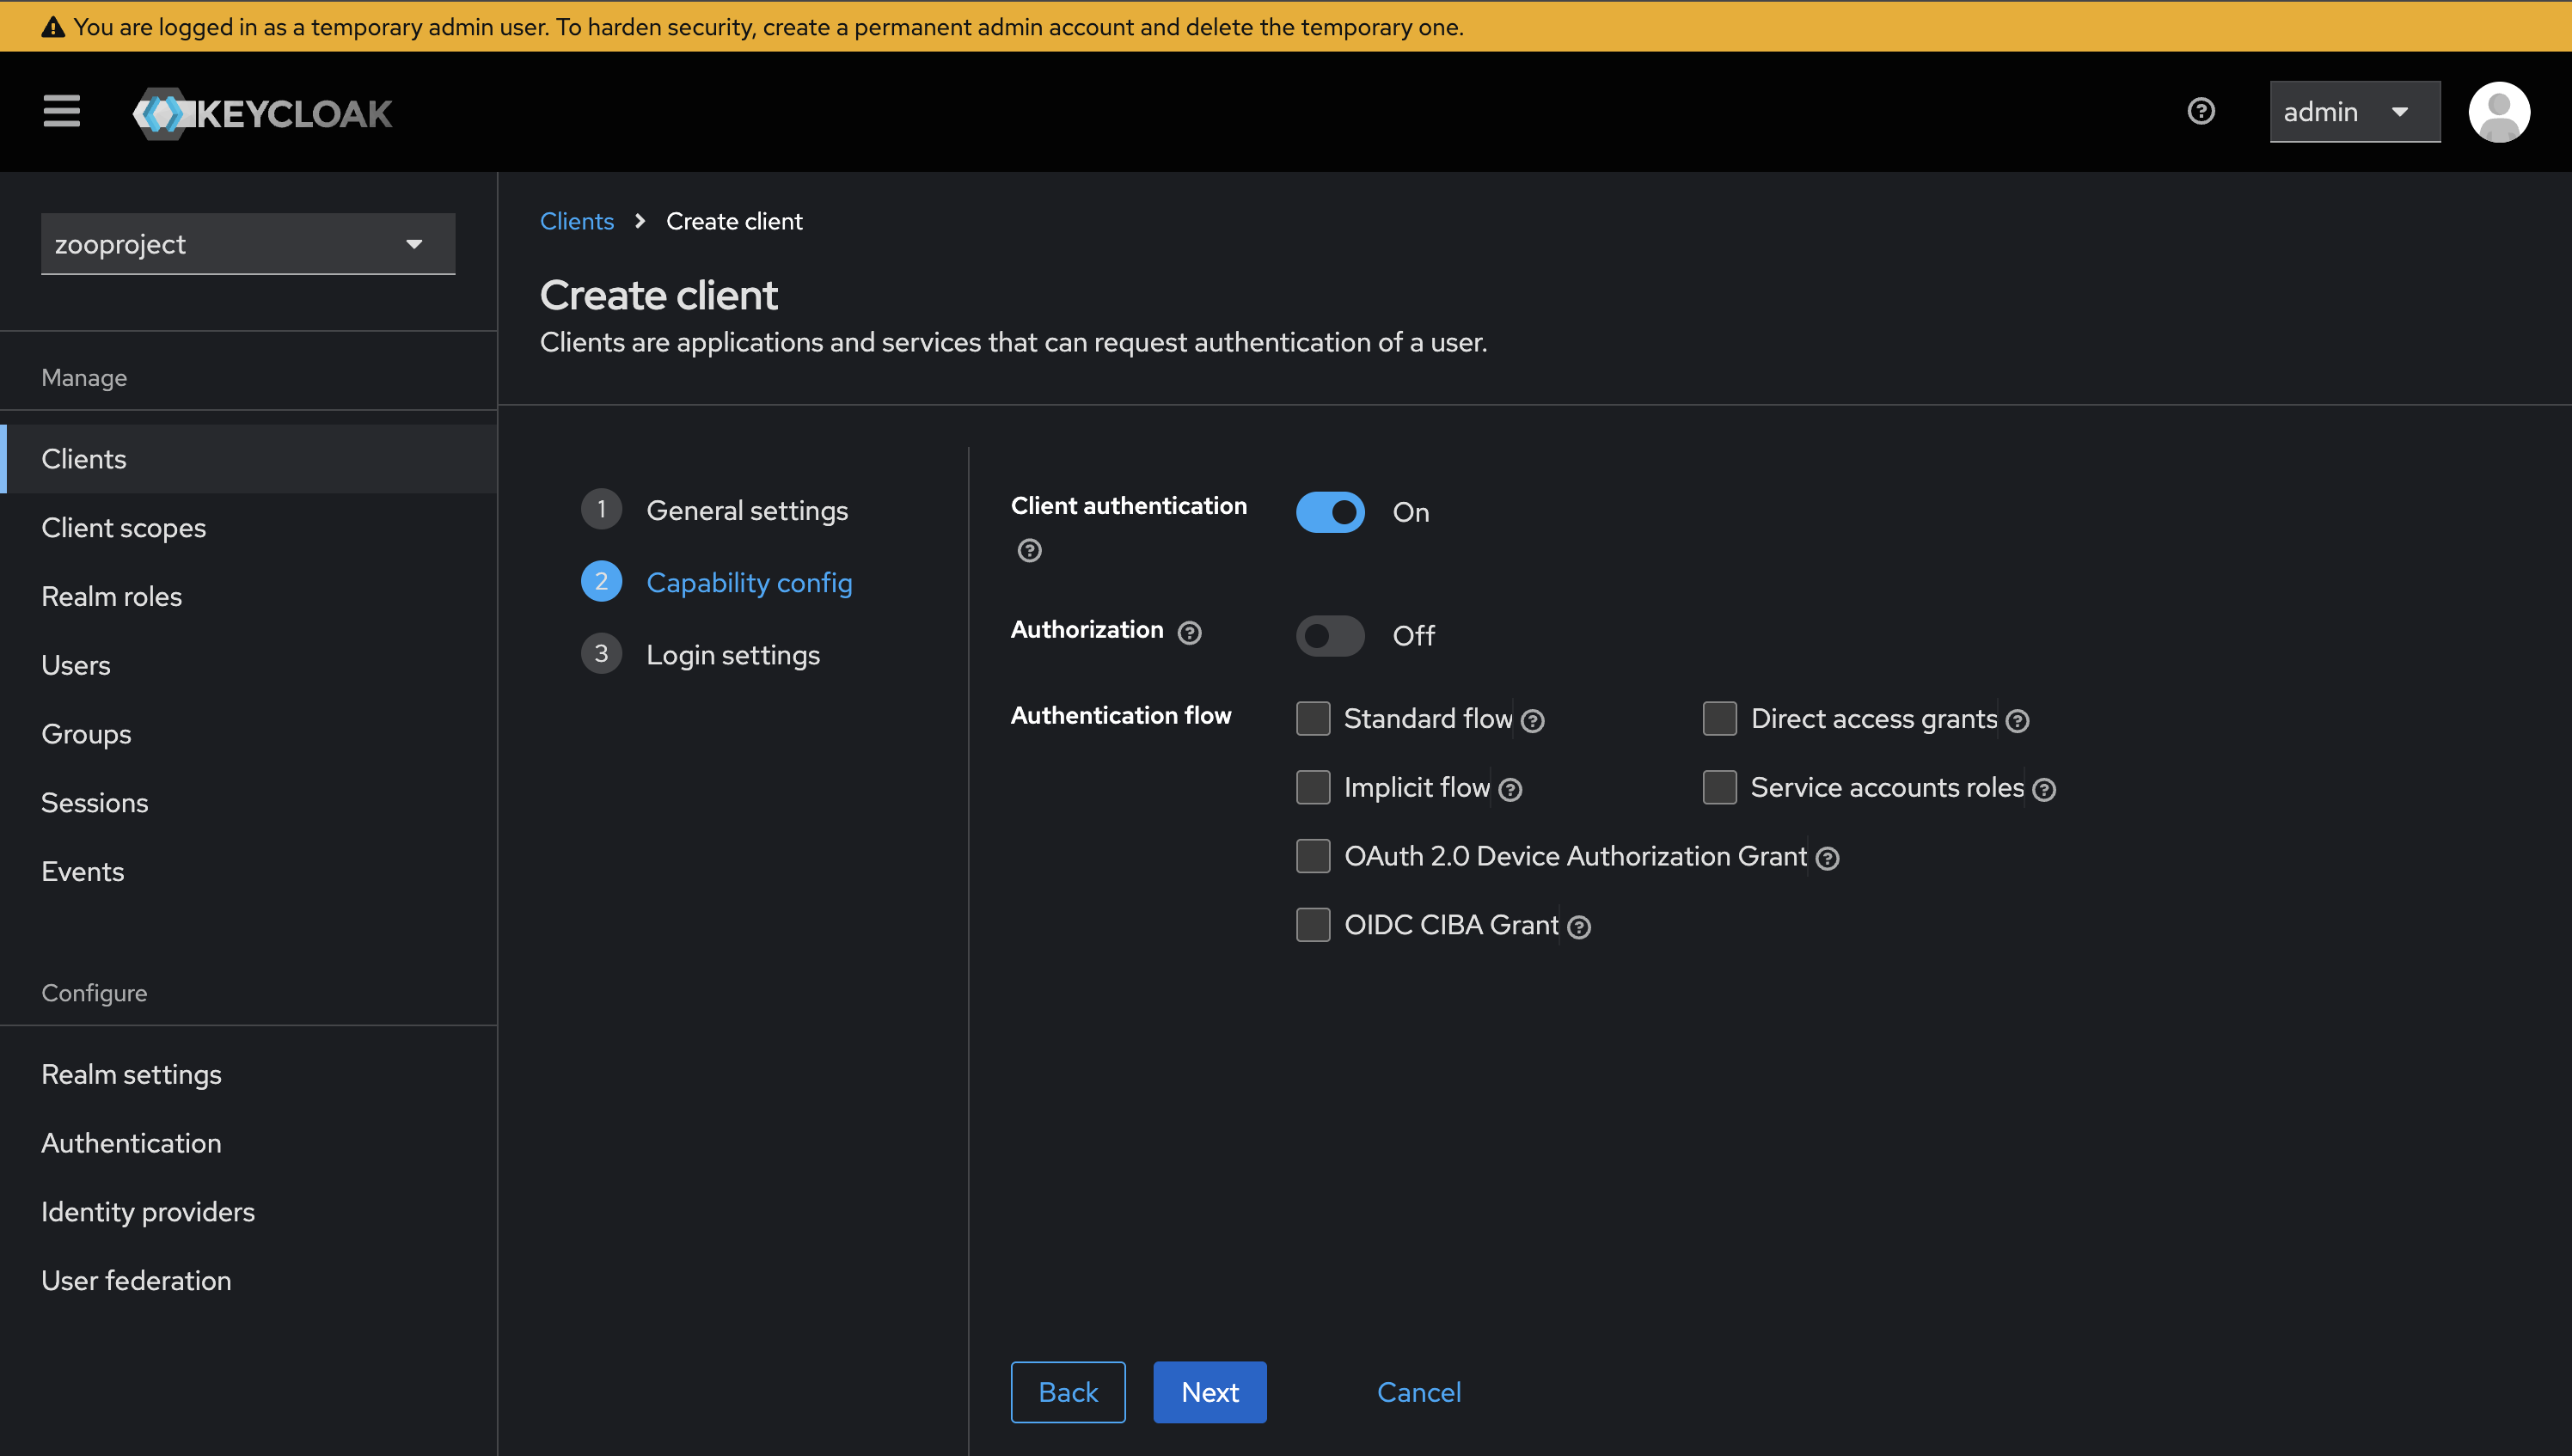 You are logged in as a temporary admin user. To harden security, create a permanent admin account and delete the temporary one.
KEYCLOAK
admin
zooproject
Manage
Clients
Client scopes
Realm roles
Users
Groups
Sessions
Events
Configure
Realm settings
Authentication
Identity providers
User federation
Clients > Create client
Create client
Clients are applications and services that can request authentication of a user.
1 General settings
2 Capability config
3 Login settings
Client authentication On
Authorization Off
Authentication flow
Standard flow Direct access grants
Implicit flow Service accounts roles
OAuth 2.0 Device Authorization Grant
OIDC CIBA Grant
Back Next Cancel